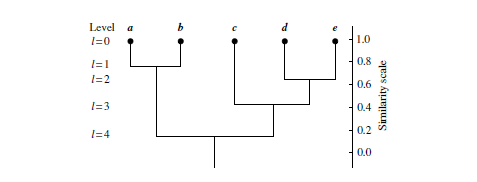 Level a b c d e
l=0 1.0
l=1 0.8
l=2 0.6
l=3 0.4
l=4 0.2
0.0
Similarity scale